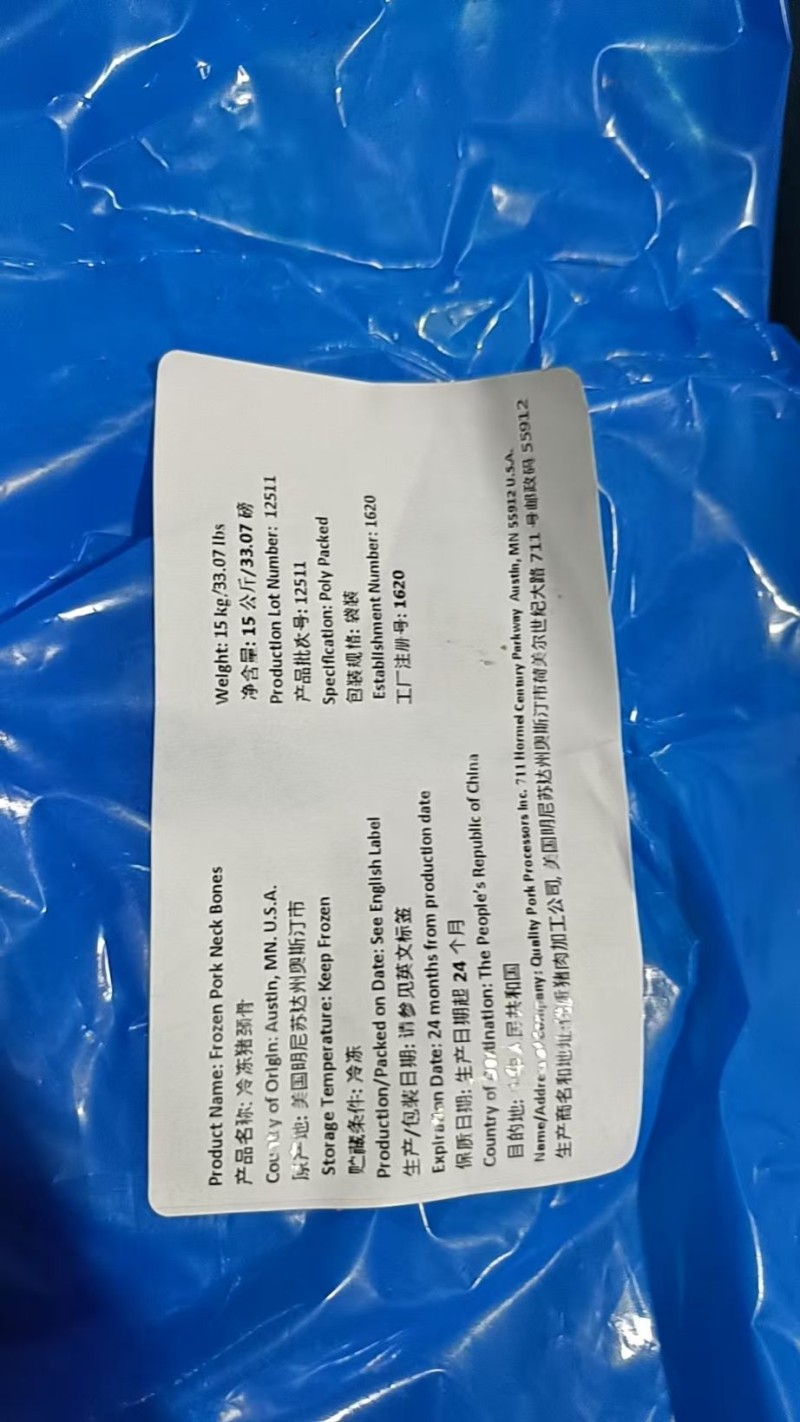 Product Name: Frozen Pork Neck Bones
产品名称: 冷冻猪颈骨
Country of Origin: Austin, MN. U.S.A.
原产地: 美国明尼苏达州奥斯汀市
Storage Temperature: Keep Frozen
贮藏条件: 冷冻
Production/Packed on Date: See English Label
生产/包装日期: 请参见英文标签
Expiration Date: 24 months from production date
保质日期: 生产日期起 24 个月
Country of Destination: The People's Republic of China
目的地: 中华人民共和国
Name/Address of Company: Quality Pork Processors Inc. 711 Hormel Century Parkway Austin, MN 55912 U.S.A.
生产商名和地址: 猪肉加工公司, 美国明尼苏达州奥斯汀市荷美尔世纪大路 711 号邮政码 55912
Weight: 15 kg/33.07 lbs
净含量: 15 公斤/33.07 磅
Production Lot Number: 12511
产品批次号: 12511
Specification: Poly Packed
包装规格: 袋装
Establishment Number: 1620
工厂注册号: 1620